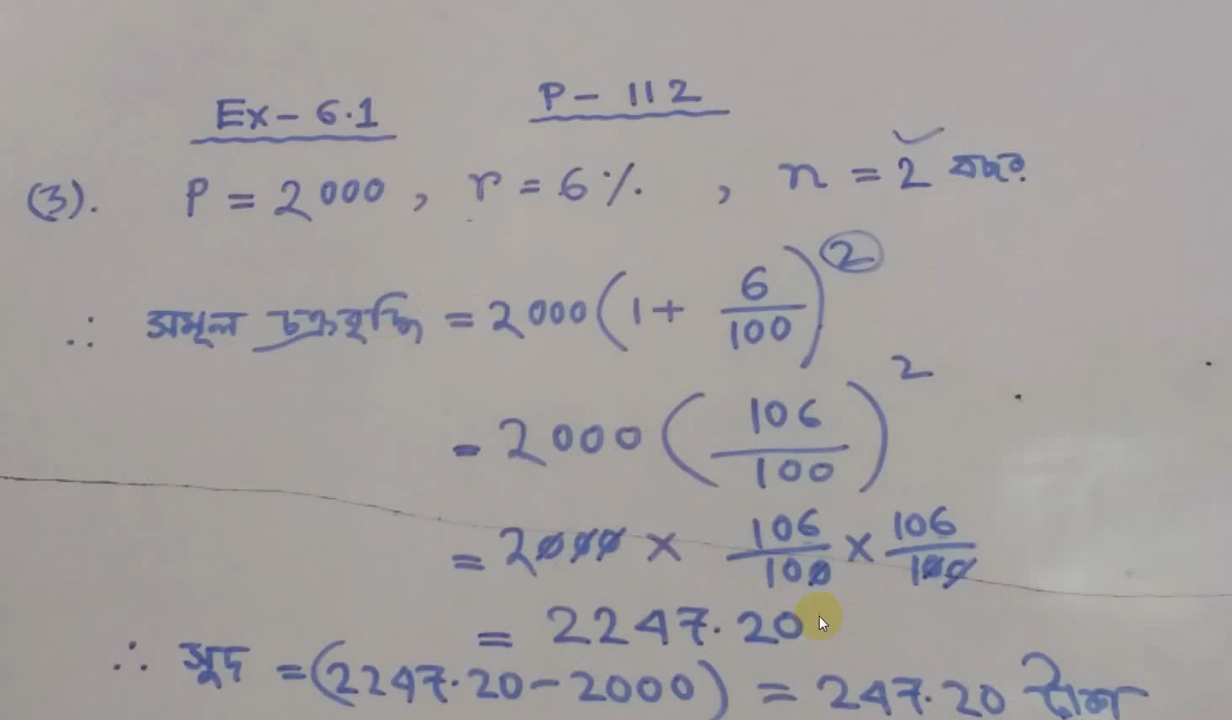 Ex- 6.1 P- 112
(3). P = 2000, r = 6%, n = 2 বছর.
∴ সমূল চক্রবৃদ্ধি = 2000(1 + 6/100)²
= 2000(106/100)²
= 2000 × 106/100 × 106/100
= 2247.20
∴ সুদ = (2247.20 - 2000) = 247.20 টাকা